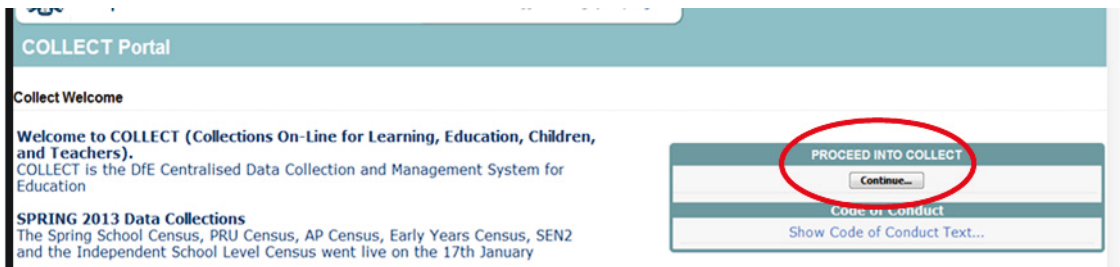 COLLECT Portal
Collect Welcome
Welcome to COLLECT (Collections On-Line for Learning, Education, Children,
and Teachers).
COLLECT is the DfE Centralised Data Collection and Management System for
Education
SPRING 2013 Data Collections
The Spring School Census, PRU Census, AP Census, Early Years Census, SEN2
and the Independent School Level Census went live on the 17th January
PROCEED INTO COLLECT
Continue...
Code of Conduct
Show Code of Conduct Text...